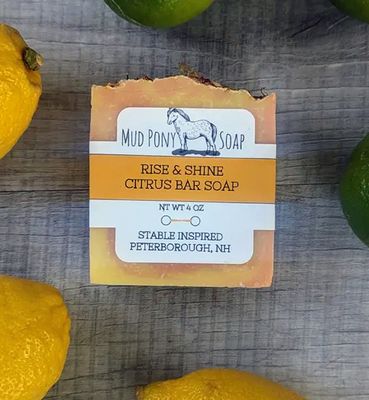 MUD PONY SOAP
RISE & SHINE
CITRUS BAR SOAP
NT WT 4 OZ
STABLE INSPIRED
PETERBOROUGH, NH